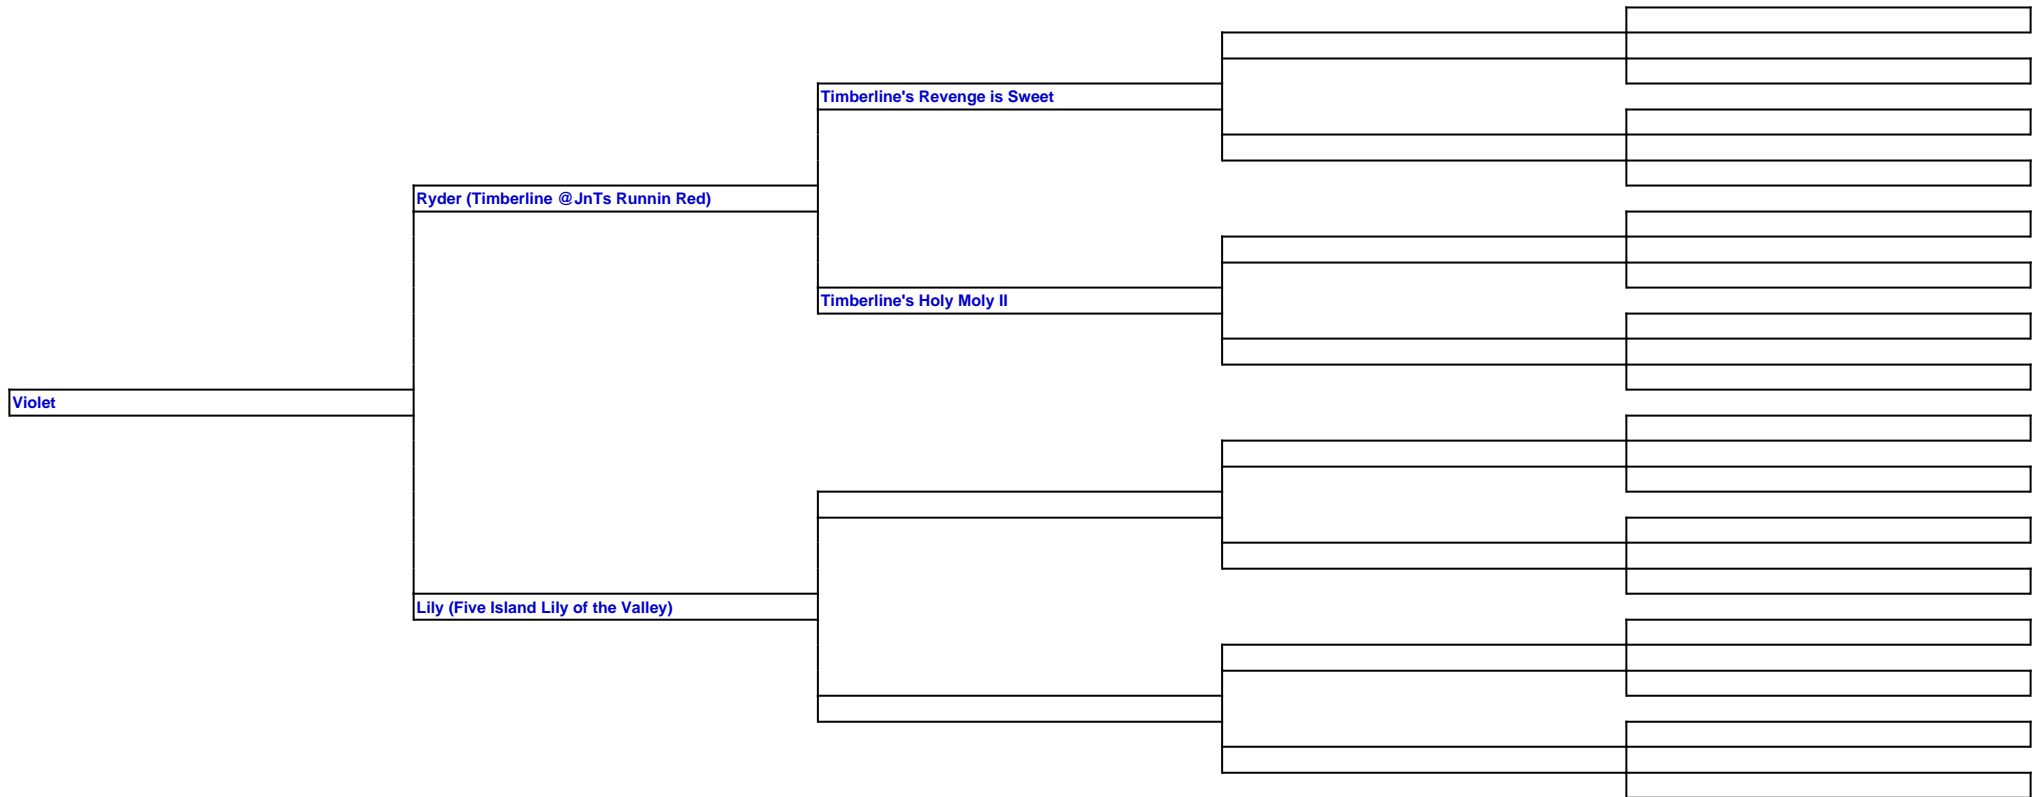 Timberline's Revenge is Sweet
Ryder (Timberline @JnTs Runnin Red)
Timberline's Holy Moly II
Violet
Lily (Five Island Lily of the Valley)